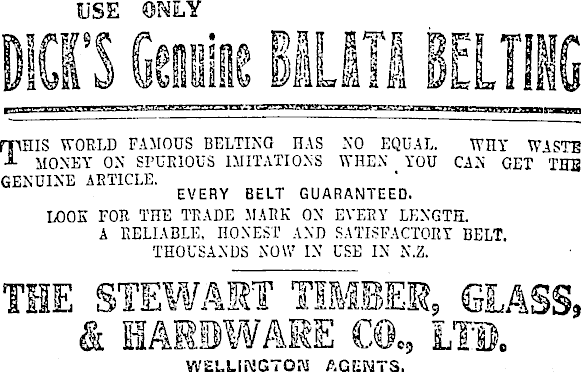 USE ONLY
DICK'S Genuine BALATA BELTING
THIS WORLD FAMOUS BELTING HAS NO EQUAL. WHY WASTE
MONEY ON SPURIOUS IMITATIONS WHEN YOU CAN GET THE
GENUINE ARTICLE.
EVERY BELT GUARANTEED.
LOOK FOR THE TRADE MARK ON EVERY LENGTH.
A RELIABLE, HONEST AND SATISFACTORY BELT.
THOUSANDS NOW IN USE IN N.Z.
THE STEWART TIMBER, GLASS,
& HARDWARE CO., LTD.
WELLINGTON AGENTS.